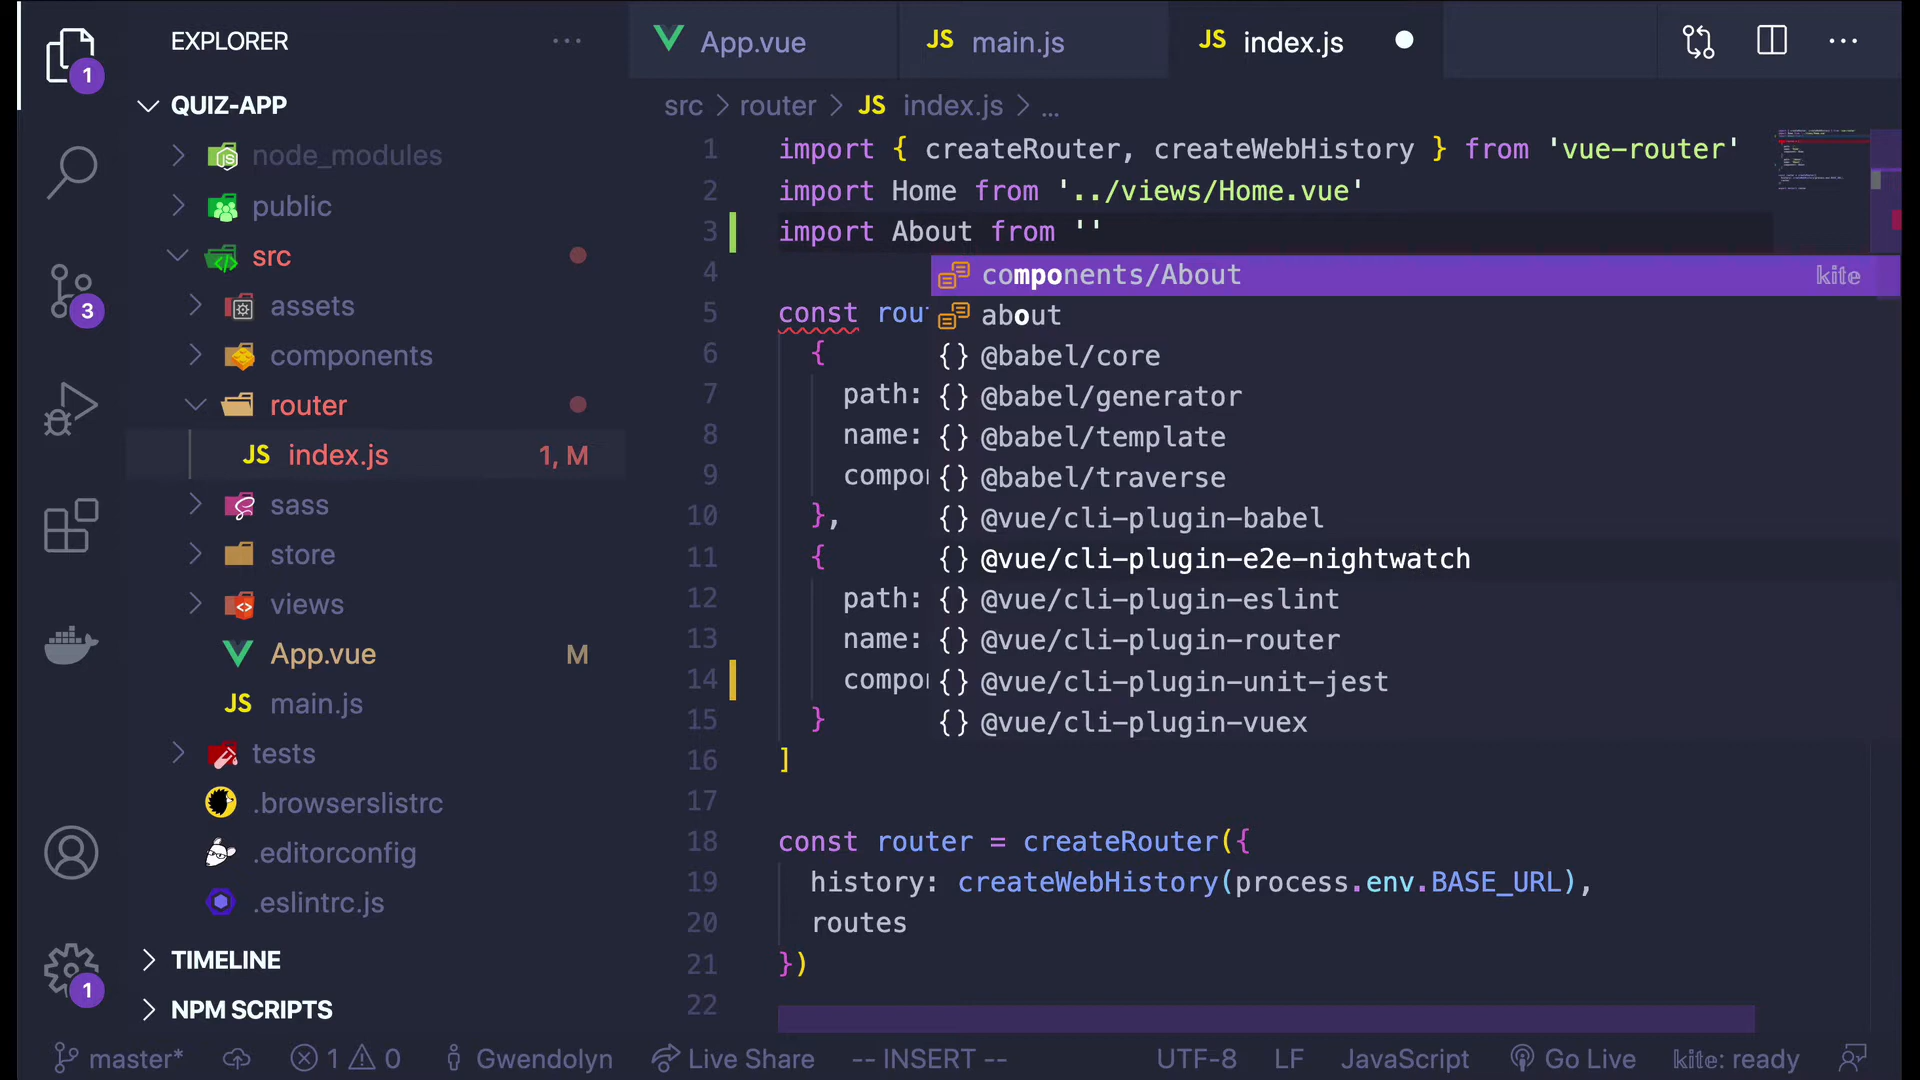 EXPLORER
App.vue
JS main.js
JS index.js
1
QUIZ-APP
src > router > JS index.js > ...
node_modules
public
src
assets
components
router
JS index.js 1, M
sass
store
views
App.vue M
JS main.js
tests
.browserslistrc
.editorconfig
.eslintrc.js
TIMELINE
NPM SCRIPTS
3
1
1 import { createRouter, createWebHistory } from 'vue-router'
2 import Home from '../views/Home.vue'
3 import About from ''
4
5 const rou
6 {
7 path:
8 name:
9 compo
10 },
11 {
12 path:
13 name:
14 compo
15 }
16 ]
17
18 const router = createRouter({
19 history: createWebHistory(process.env.BASE_URL),
20 routes
21 })
22
components/About kite
about
{} @babel/core
{} @babel/generator
{} @babel/template
{} @babel/traverse
{} @vue/cli-plugin-babel
{} @vue/cli-plugin-e2e-nightwatch
{} @vue/cli-plugin-eslint
{} @vue/cli-plugin-router
{} @vue/cli-plugin-unit-jest
{} @vue/cli-plugin-vuex
master* 1 0 Gwendolyn Live Share -- INSERT -- UTF-8 LF JavaScript Go Live kite: ready